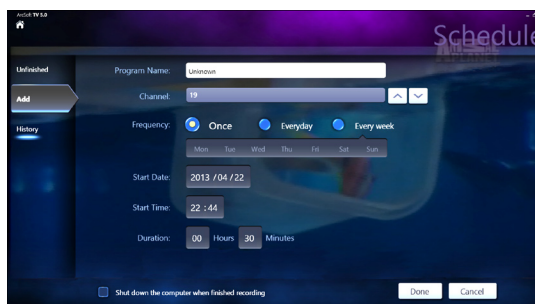 ArcSoft TV 5.0
Schedule
ANIMAL PLANET
Unfinished
Program Name: Unknown
Add
Channel: 19
History
Frequency: Once Everyday Every week
Mon Tue Wed Thu Fri Sat Sun
Start Date: 2013 /04 /22
Start Time: 22 :44
Duration: 00 Hours 30 Minutes
Shut down the computer when finished recording Done Cancel